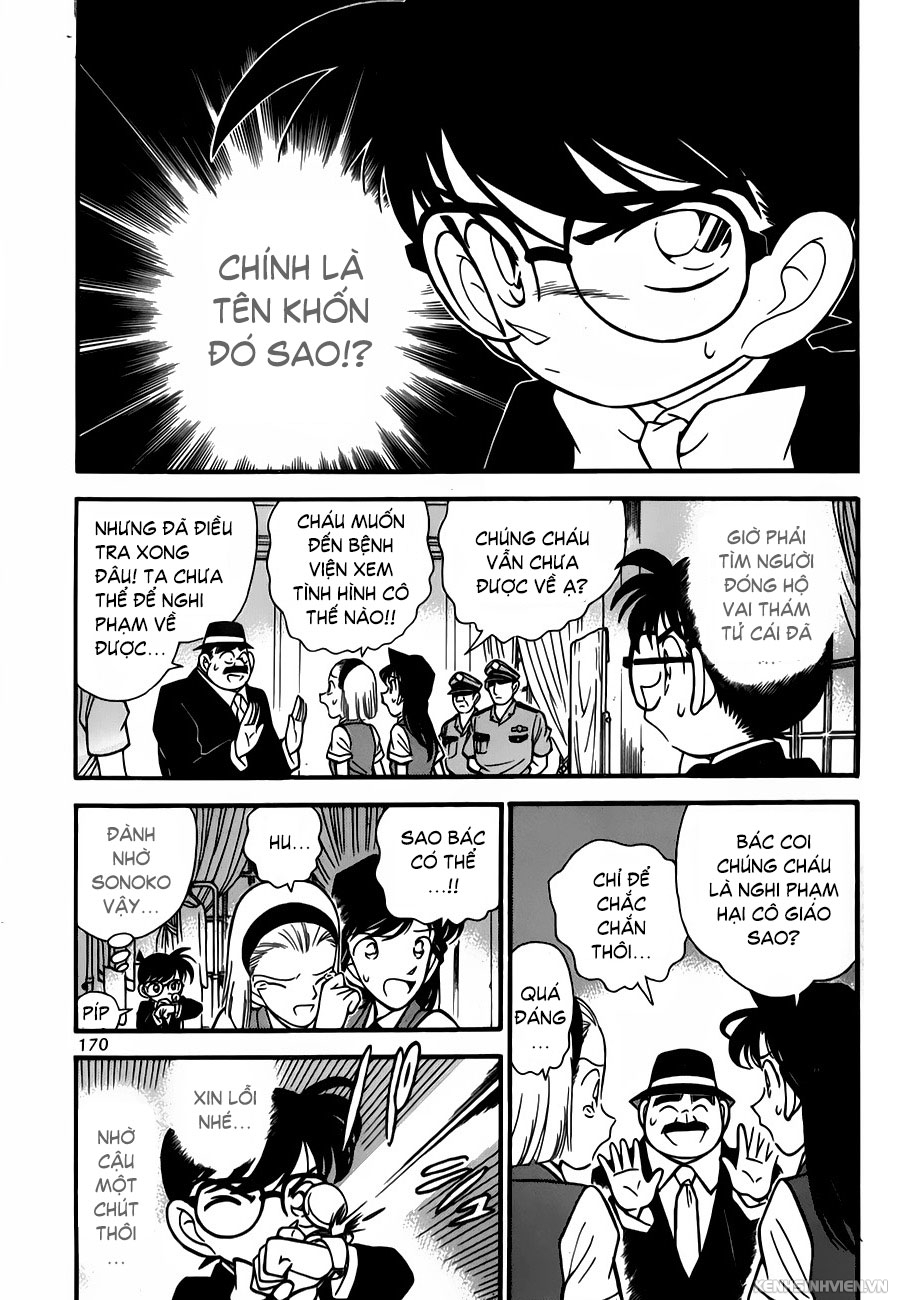 CHÍNH LÀ
TÊN KHỐN
ĐÓ SAO!?
GIỜ PHẢI
TÌM NGƯỜI
ĐÓNG HỘ
VAI THÁM
TỬ CÁI ĐÃ
...
CHÚNG CHÁU
VẪN CHƯA
ĐƯỢC VỀ Ạ?
CHÁU MUỐN
ĐẾN BỆNH
VIỆN XEM
TÌNH HÌNH CÓ
THẾ NÀO!!
NHƯNG ĐÃ ĐIỀU
TRA XONG
ĐÂU! TA CHƯA
THỂ ĐỂ NGHI
PHẠM VỀ
ĐƯỢC...
BÁC COI
CHÚNG CHÁU
LÀ NGHI PHẠM
HẠI CÔ GIÁO
SAO?
CHỈ ĐỂ
CHẮC
CHẮN
THÔI...
QUÁ
ĐÁNG
...
SAO BÁC
CÓ THỂ
...!!
HU...
ĐÀNH
NHỜ
SONOKO
VẬY...
PÍP
170
XIN LỖI
NHÉ...
NHỜ
CẬU
MỘT
CHÚT
THÔI
...
XENHSINHVIEN.VN